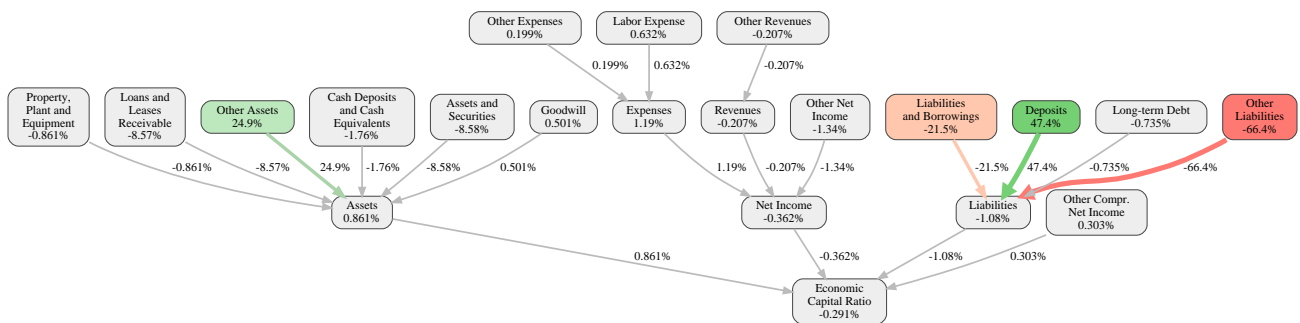 Other Expenses
0.199%
Labor Expense
0.632%
Other Revenues
-0.207%
0.199%
0.632%
-0.207%
Property,
Plant and
Equipment
-0.861%
Loans and
Leases
Receivable
-8.57%
Other Assets
24.9%
Cash Deposits
and Cash
Equivalents
-1.76%
Assets and
Securities
-8.58%
Goodwill
0.501%
Expenses
1.19%
Revenues
-0.207%
Other Net
Income
-1.34%
Liabilities
and Borrowings
-21.5%
Deposits
47.4%
Long-term Debt
-0.735%
Other
Liabilities
-66.4%
-0.861%
-8.57%
24.9%
-1.76%
-8.58%
0.501%
1.19%
-0.207%
-1.34%
-21.5%
47.4%
-0.735%
-66.4%
Assets
0.861%
Net Income
-0.362%
Liabilities
-1.08%
Other Compr.
Net Income
0.303%
0.861%
-0.362%
-1.08%
0.303%
Economic
Capital Ratio
-0.291%